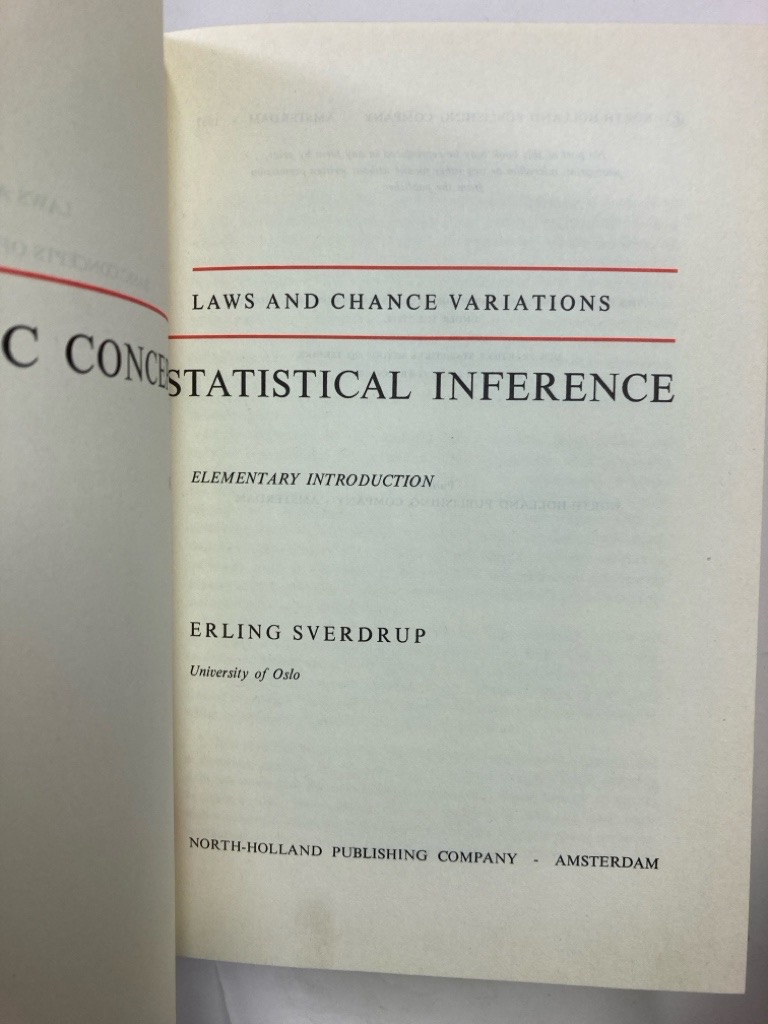 C CONCE
LAWS AND CHANCE VARIATIONS
STATISTICAL INFERENCE
ELEMENTARY INTRODUCTION
ERLING SVERDRUP
University of Oslo
NORTH-HOLLAND PUBLISHING COMPANY - AMSTERDAM